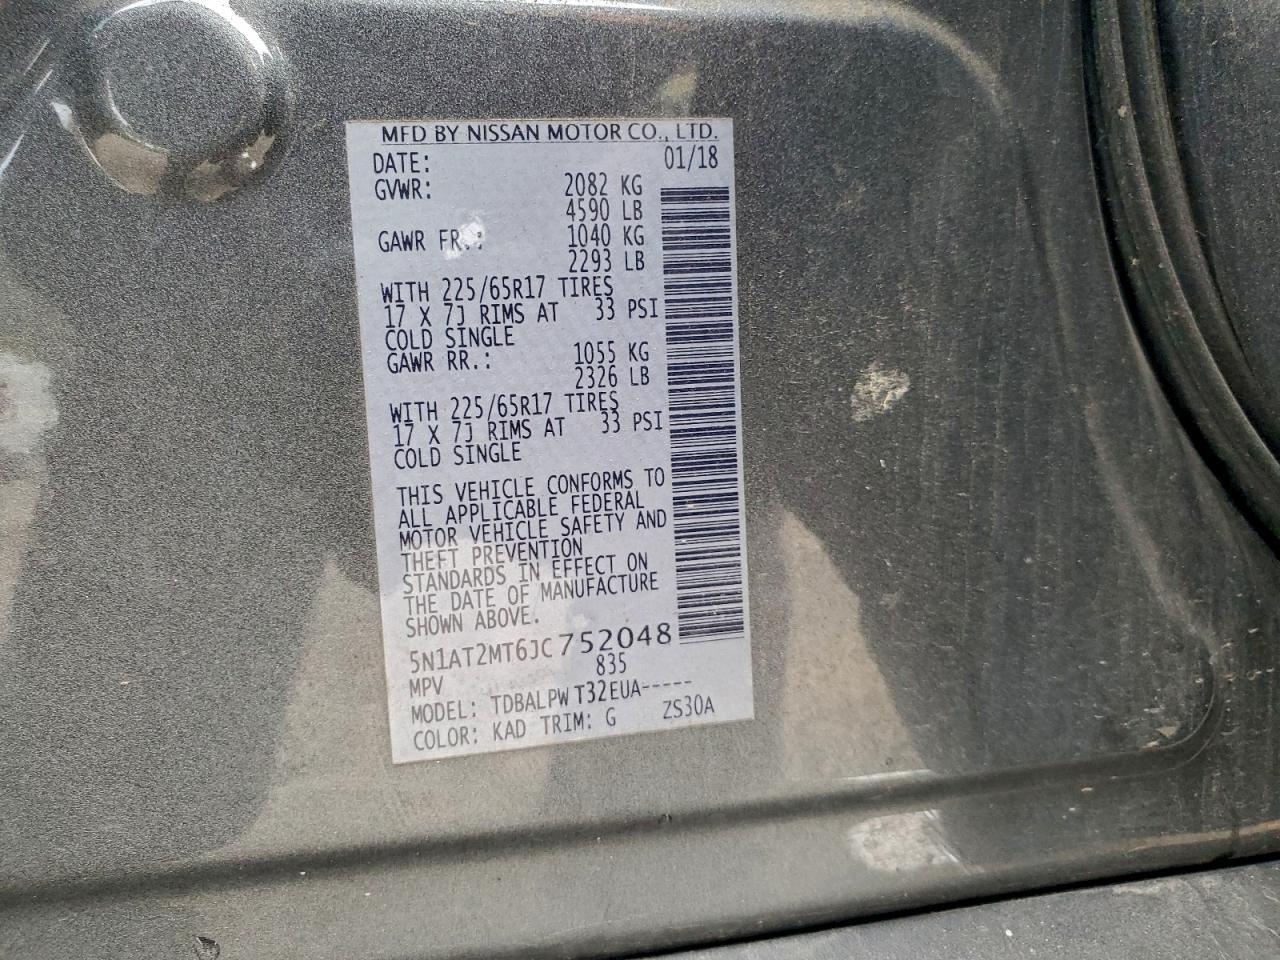 MFD BY NISSAN MOTOR CO., LTD.
DATE: 01/18
GVWR: 2082 KG
4590 LB
GAWR FR.: 1040 KG
2293 LB
WITH 225/65R17 TIRES
17 X 7J RIMS AT 33 PSI
COLD SINGLE
GAWR RR.: 1055 KG
2326 LB
WITH 225/65R17 TIRES
17 X 7J RIMS AT 33 PSI
COLD SINGLE
THIS VEHICLE CONFORMS TO
ALL APPLICABLE FEDERAL
MOTOR VEHICLE SAFETY AND
THEFT PREVENTION
STANDARDS IN EFFECT ON
THE DATE OF MANUFACTURE
SHOWN ABOVE.
5N1AT2MT6JC752048
MPV 835
MODEL: TDBALPW T32EUA-----
COLOR: KAD TRIM: G ZS30A